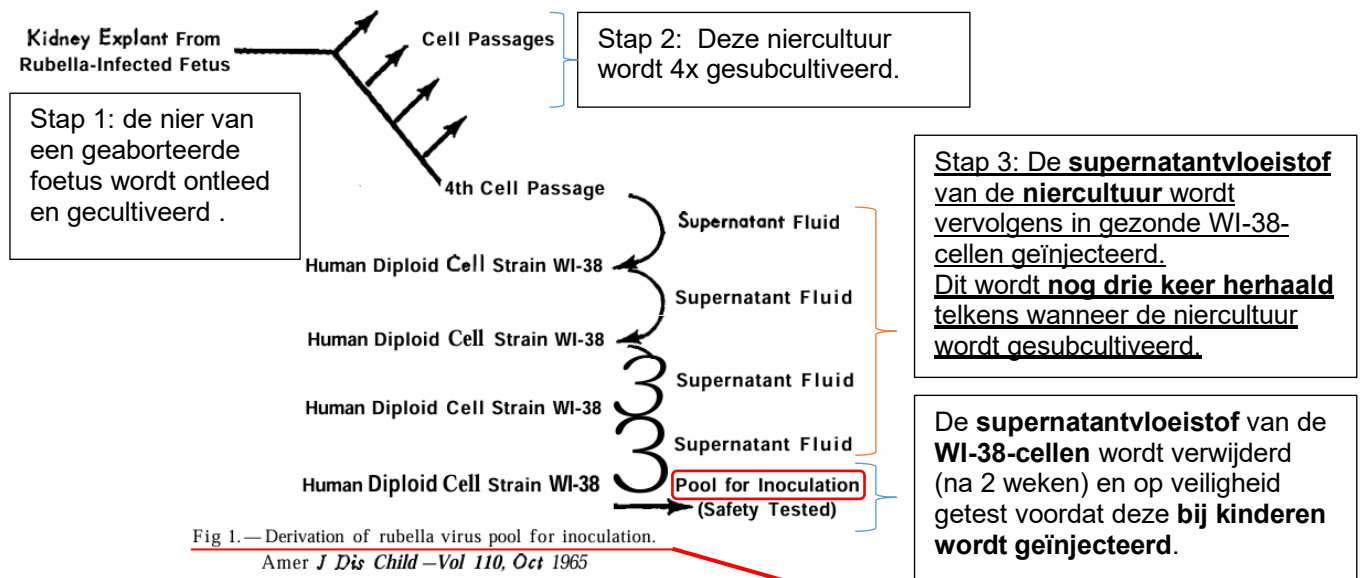 Kidney Explant From
Rubella-Infected Fetus
Cell Passages
Stap 2: Deze niercultuur
wordt 4x gesubcultiveerd.
Stap 1: de nier van
een geaborteerde
foetus wordt ontleed
en gecultiveerd .
4th Cell Passage
Supernatant Fluid
Human Diploid Cell Strain WI-38
Supernatant Fluid
Human Diploid Cell Strain WI-38
Supernatant Fluid
Human Diploid Cell Strain WI-38
Supernatant Fluid
Human Diploid Cell Strain WI-38
Pool for Inoculation
(Safety Tested)
Stap 3: De supernatantvloeistof
van de niercultuur wordt
vervolgens in gezonde WI-38-
cellen geïnjecteerd.
Dit wordt nog drie keer herhaald
telkens wanneer de niercultuur
wordt gesubcultiveerd.
De supernatantvloeistof van de
WI-38-cellen wordt verwijderd
(na 2 weken) en op veiligheid
getest voordat deze bij kinderen
wordt geïnjecteerd.
Fig 1.—Derivation of rubella virus pool for inoculation.
Amer J Dis Child—Vol 110, Oct 1965